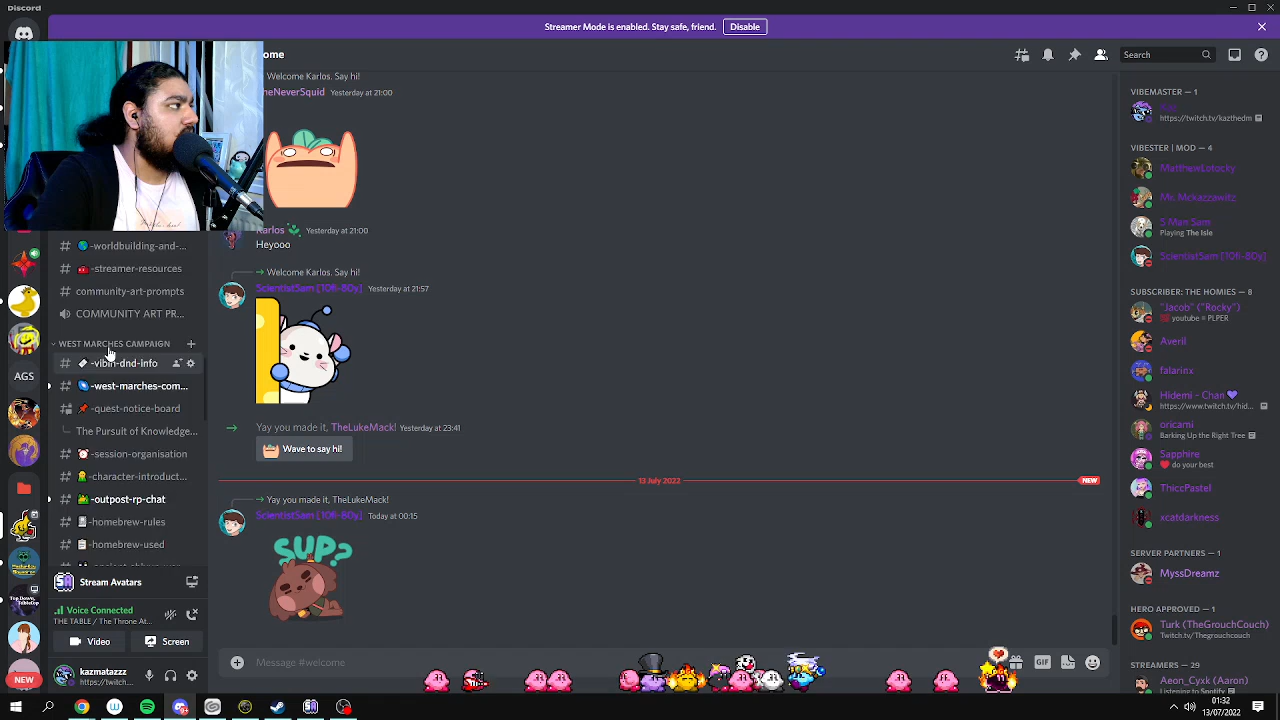 Discord
Streamer Mode is enabled. Stay safe, friend.
Disable
ome
Search
Welcome Karlos. Say hi!
heNeverSquid Yesterday at 21:00
Karlos Yesterday at 21:00
Heyooo
Welcome Karlos. Say hi!
ScientistSam [10fi-80y] Yesterday at 21:57
Yay you made it, TheLukeMack! Yesterday at 23:41
Wave to say hi!
13 July 2022
NEW
Yay you made it, TheLukeMack!
ScientistSam [10fi-80y] Today at 00:15
SUP?
Message #welcome
GIF
-worldbuilding-and-...
-streamer-resources
community-art-prompts
COMMUNITY ART PR...
WEST MARCHES CAMPAIGN
-vibin-dnd-info
-west-marches-com...
-quest-notice-board
The Pursuit of Knowledge...
-session-organisation
-character-introduct...
-outpost-rp-chat
-homebrew-rules
-homebrew-used
AGS
NEW
Stream Avatars
Voice Connected
THE TABLE / The Throne At...
Video
Screen
kaznatazz
https://twitch...
VIBEMASTER — 1
Kaz
https://twitch.tv/kazthedm
VIBESTER | MOD — 4
MatthewLotocky
Mr. Mckazzawitz
S Man Sam
Playing The Isle
ScientistSam [10fi-80y]
SUBSCRIBER: THE HOMIES — 8
"Jacob" ("Rocky")
youtube = PLPER
Averil
falarinx
Hidemi - Chan
https://www.twitch.tv/hid...
oricami
Barking Up the Right Tree
Sapphire
do your best
ThiccPastel
xcatdarkness
SERVER PARTNERS — 1
MyssDreamz
HERO APPROVED — 1
Turk (TheGrouchCouch)
Twitch.tv/Thegrouchcouch
STREAMERS — 29
Aeon_Cyxk (Aaron)
Listening to Spotify
01:32
13/07/2022